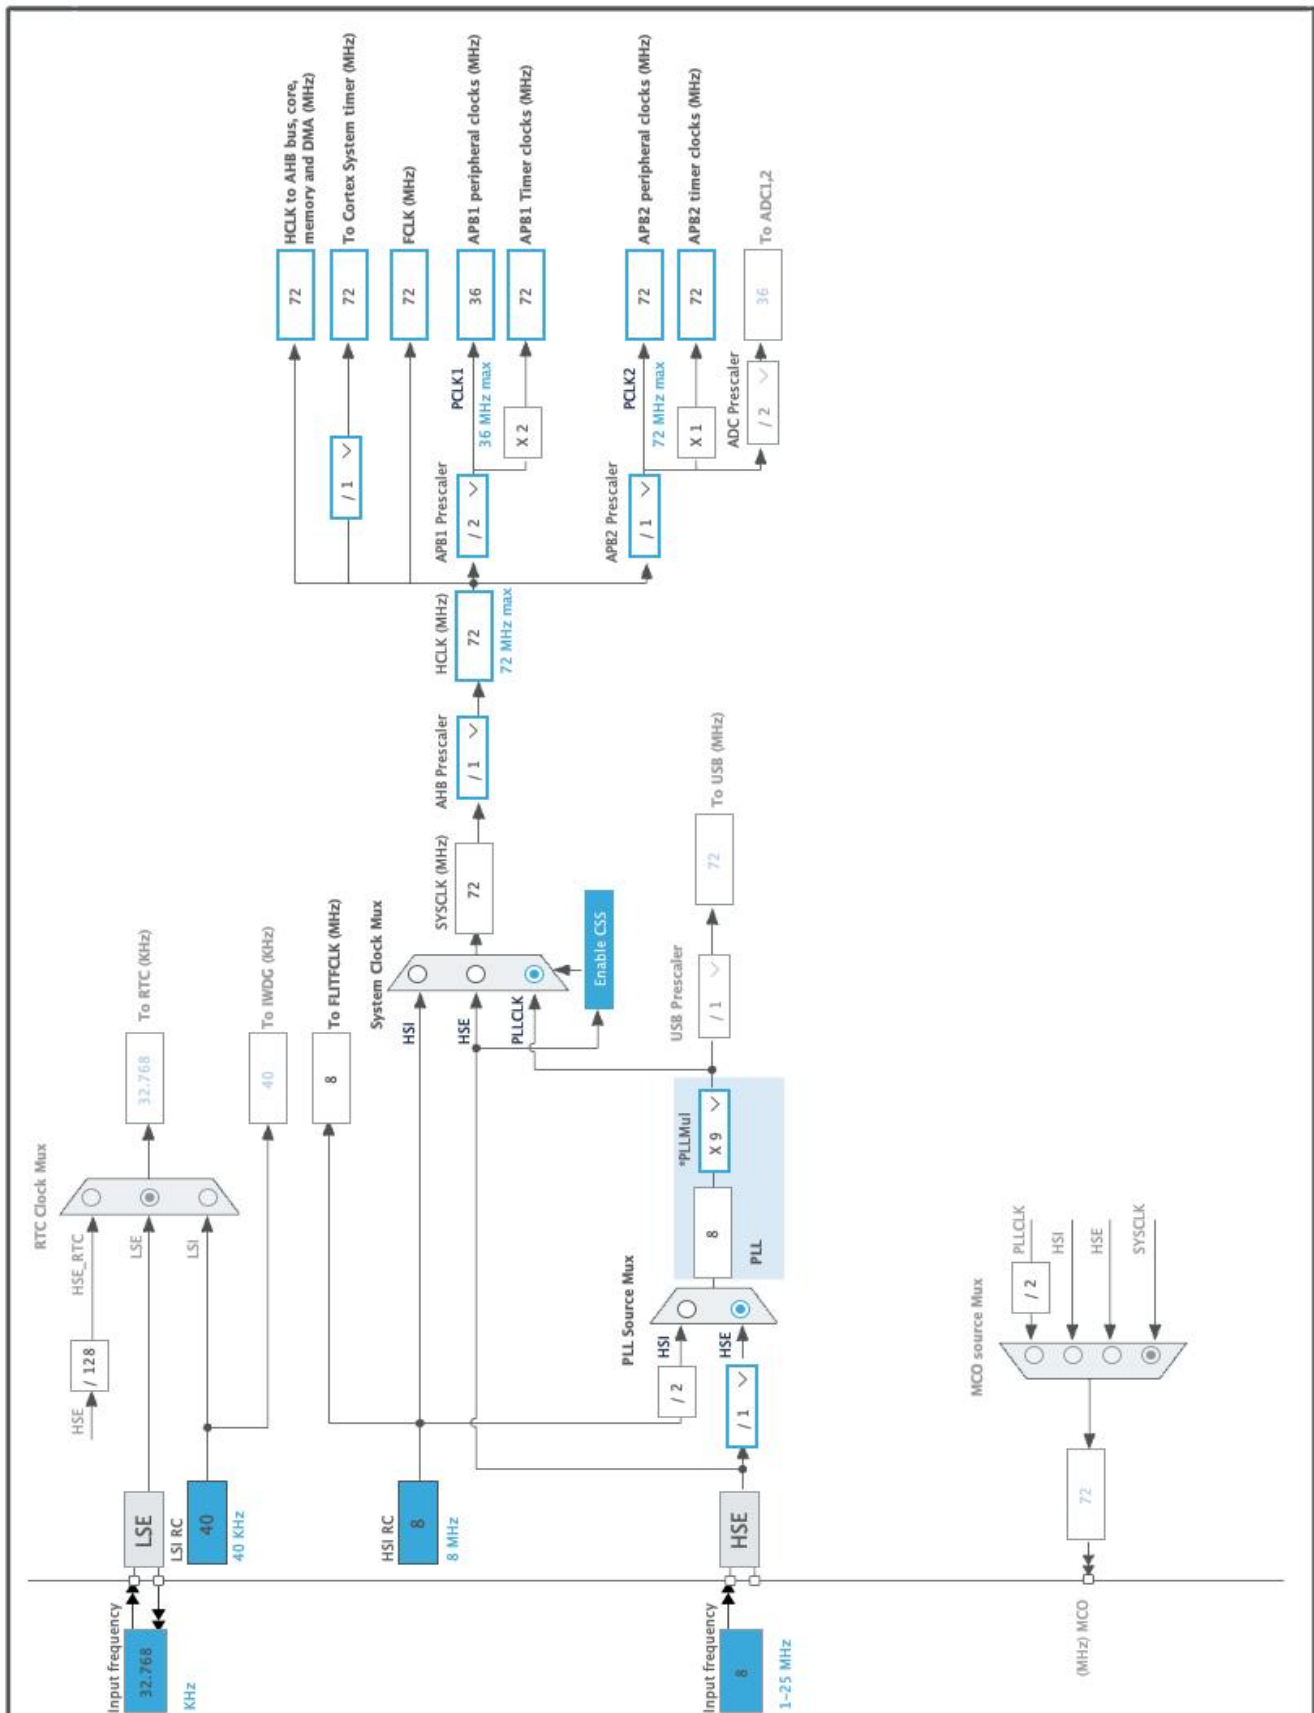 Input frequency
32.768
KHz
LSE
LSI RC
40
40 KHz
HSE
/ 128
HSE_RTC
LSE
LSI
RTC Clock Mux
32.768
To RTC (KHz)
40
To IWDG (KHz)
HSI RC
8
8 MHz
8
To FLITFCLK (MHz)
System Clock Mux
HSI
HSE
PLLCLK
Enable CSS
SYSCLK (MHz)
72
AHB Prescaler
/ 1
HCLK (MHz)
72
72 MHz max
/ 1
72
HCLK to AHB bus, core,
memory and DMA (MHz)
72
To Cortex System timer (MHz)
72
FCLK (MHz)
APB1 Prescaler
/ 2
PCLK1
36 MHz max
36
APB1 peripheral clocks (MHz)
X 2
72
APB1 Timer clocks (MHz)
APB2 Prescaler
/ 1
PCLK2
72 MHz max
72
APB2 peripheral clocks (MHz)
X 1
72
APB2 timer clocks (MHz)
ADC Prescaler
/ 2
36
To ADC1,2
Input frequency
8
1-25 MHz
HSE
/ 2
HSI
/ 1
HSE
PLL Source Mux
8
*PLLMul
X 9
PLL
USB Prescaler
/ 1
72
To USB (MHz)
MCO source Mux
/ 2
PLLCLK
HSI
HSE
SYSCLK
72
(MHz) MCO